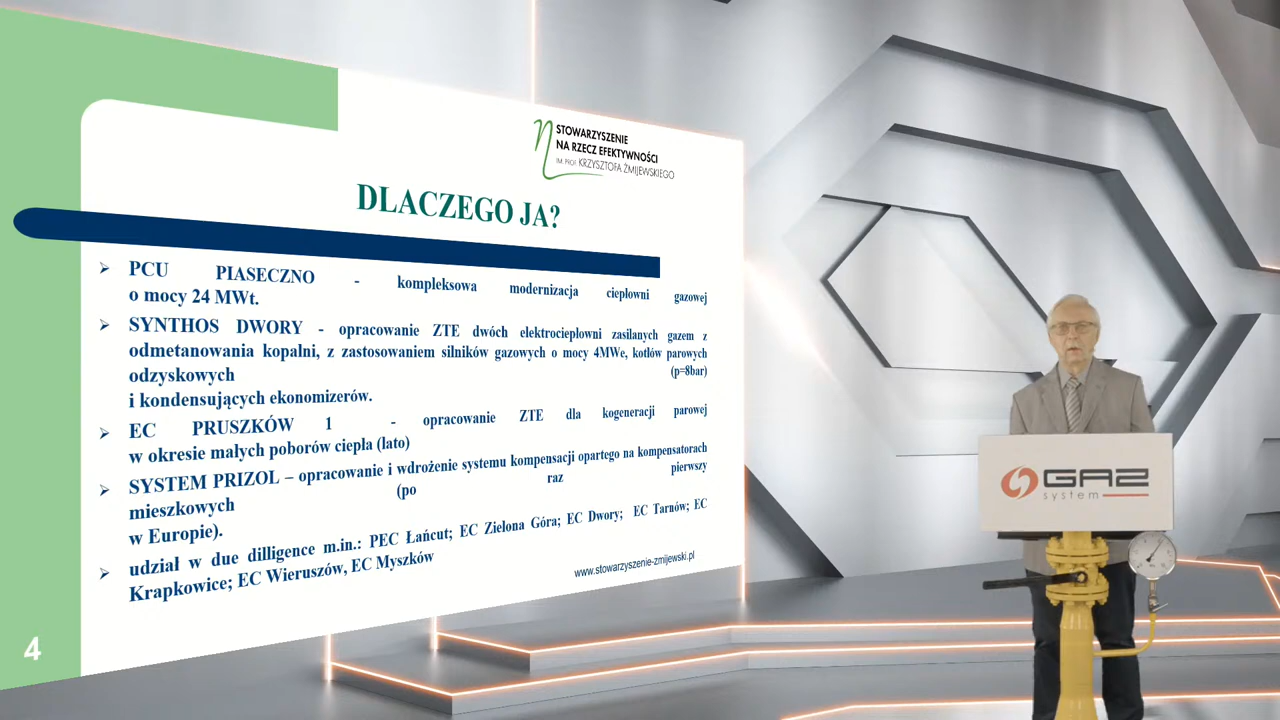 STOWARZYSZENIE
NA RZECZ EFEKTYWNOŚCI
IM. PROF. KRZYSZTOFA ŻMIJEWSKIEGO
DLACZEGO JA?
➢ PCU PIASECZNO - kompleksowa modernizacja ciepłowni gazowej
o mocy 24 MWt.
➢ SYNTHOS DWORY - opracowanie ZTE dwóch elektrociepłowni zasilanych gazem z
odmetanowania kopalni, z zastosowaniem silników gazowych o mocy 4MWe, kotłów parowych
odzyskowych (p=8bar)
i kondensujących ekonomizerów.
➢ EC PRUSZKÓW 1 - opracowanie ZTE dla kogeneracji parowej
w okresie małych poborów ciepła (lato)
➢ SYSTEM PRIZOL – opracowanie i wdrożenie systemu kompensacji opartego na kompensatorach
mieszkowych (po raz pierwszy
w Europie).
➢ udział w due dilligence m.in.: PEC Łańcut; EC Zielona Góra; EC Dwory; EC Tarnów; EC
Krapkowice; EC Wieruszów, EC Myszków
www.stowarzyszenie-zmijewski.pl
4
GAZ
system